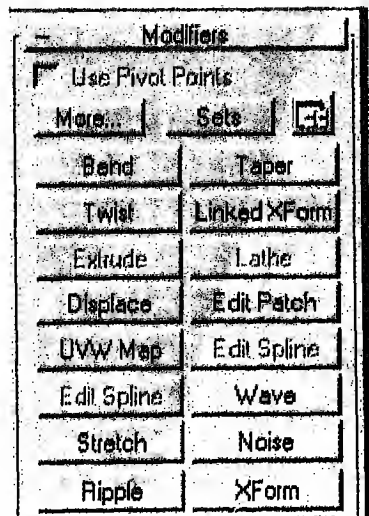 Modifiers
Use Pivot Points
More... Sets
Bend Taper
Twist Linked XForm
Extrude Lathe
Displace Edit Patch
UVW Map Edit Spline
Edit Spline Wave
Stretch Noise
Ripple XForm